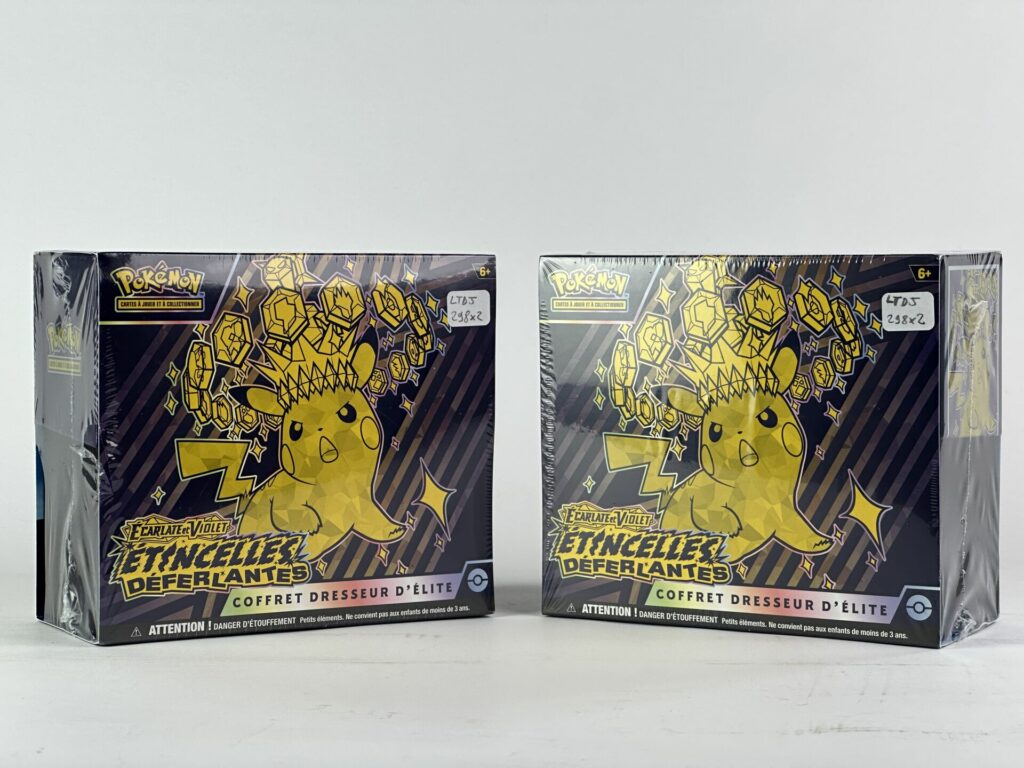 POKéMON
CARTES À JOUER ET À COLLECTIONNER
6+
LTDJ
298x2
ÉCARLATE et VIOLET
ÉTINCELLES
DÉFERLANTES
COFFRET DRESSEUR D'ÉLITE
ATTENTION ! DANGER D'ÉTOUFFEMENT Petits éléments. Ne convient pas aux enfants de moins de 3 ans.
POKéMON
POKéMON
CARTES À JOUER ET À COLLECTIONNER
6+
LTDJ
298x2
ÉCARLATE et VIOLET
ÉTINCELLES
DÉFERLANTES
COFFRET DRESSEUR D'ÉLITE
ATTENTION ! DANGER D'ÉTOUFFEMENT Petits éléments. Ne convient pas aux enfants de moins de 3 ans.